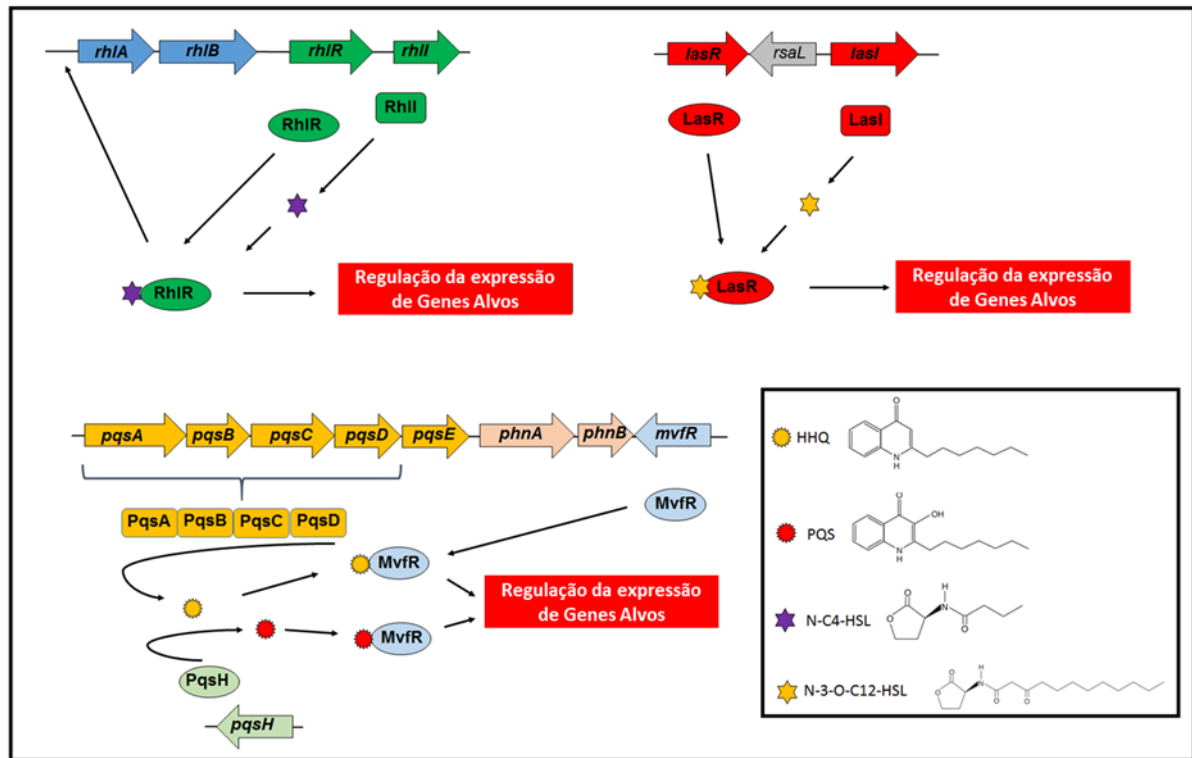 rhlA rhlB rhlR rhlI
lasR rsaL lasI
RhlR
RhlI
LasR
LasI
RhlR
Regulação da expressão
de Genes Alvos
LasR
Regulação da expressão
de Genes Alvos
pqsA pqsB pqsC pqsD pqsE phnA phnB mvfR
PqsA PqsB PqsC PqsD
MvfR
MvfR
MvfR
Regulação da expressão
de Genes Alvos
PqsH
pqsH
HHQ
O
N
H
PQS
O
OH
N
H
N-C4-HSL
O
H
N
O
O
N-3-O-C12-HSL
O
H
N
O
O
O